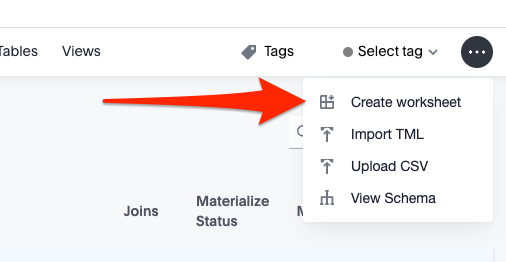 Tables Views Tags Select tag
Create worksheet
Import TML
Upload CSV
View Schema
Joins Materialize
Status